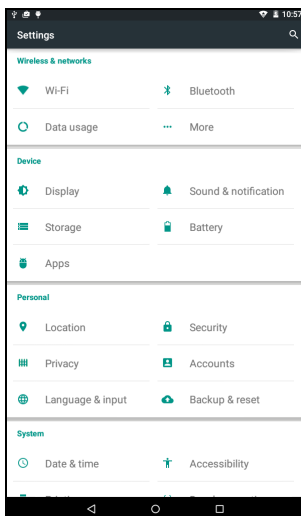 10:57
Settings
Wireless & networks
Wi-Fi Bluetooth
Data usage More
Device
Display Sound & notification
Storage Battery
Apps
Personal
Location Security
Privacy Accounts
Language & input Backup & reset
System
Date & time Accessibility